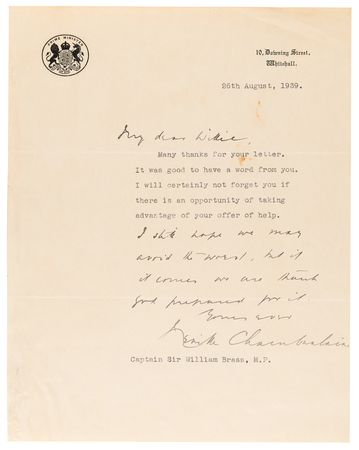 PRIME MINISTER
10, Downing Street,
Whitehall.
26th August, 1939.
My dear Willie,
Many thanks for your letter.
It was good to have a word from you.
I will certainly not forget you if
there is an opportunity of taking
advantage of your offer of help.
I still hope we may
avoid the worst, but if
it comes we are thank
God prepared for it.
Yours ever
Neville Chamberlain
Captain Sir William Brass, M.P.